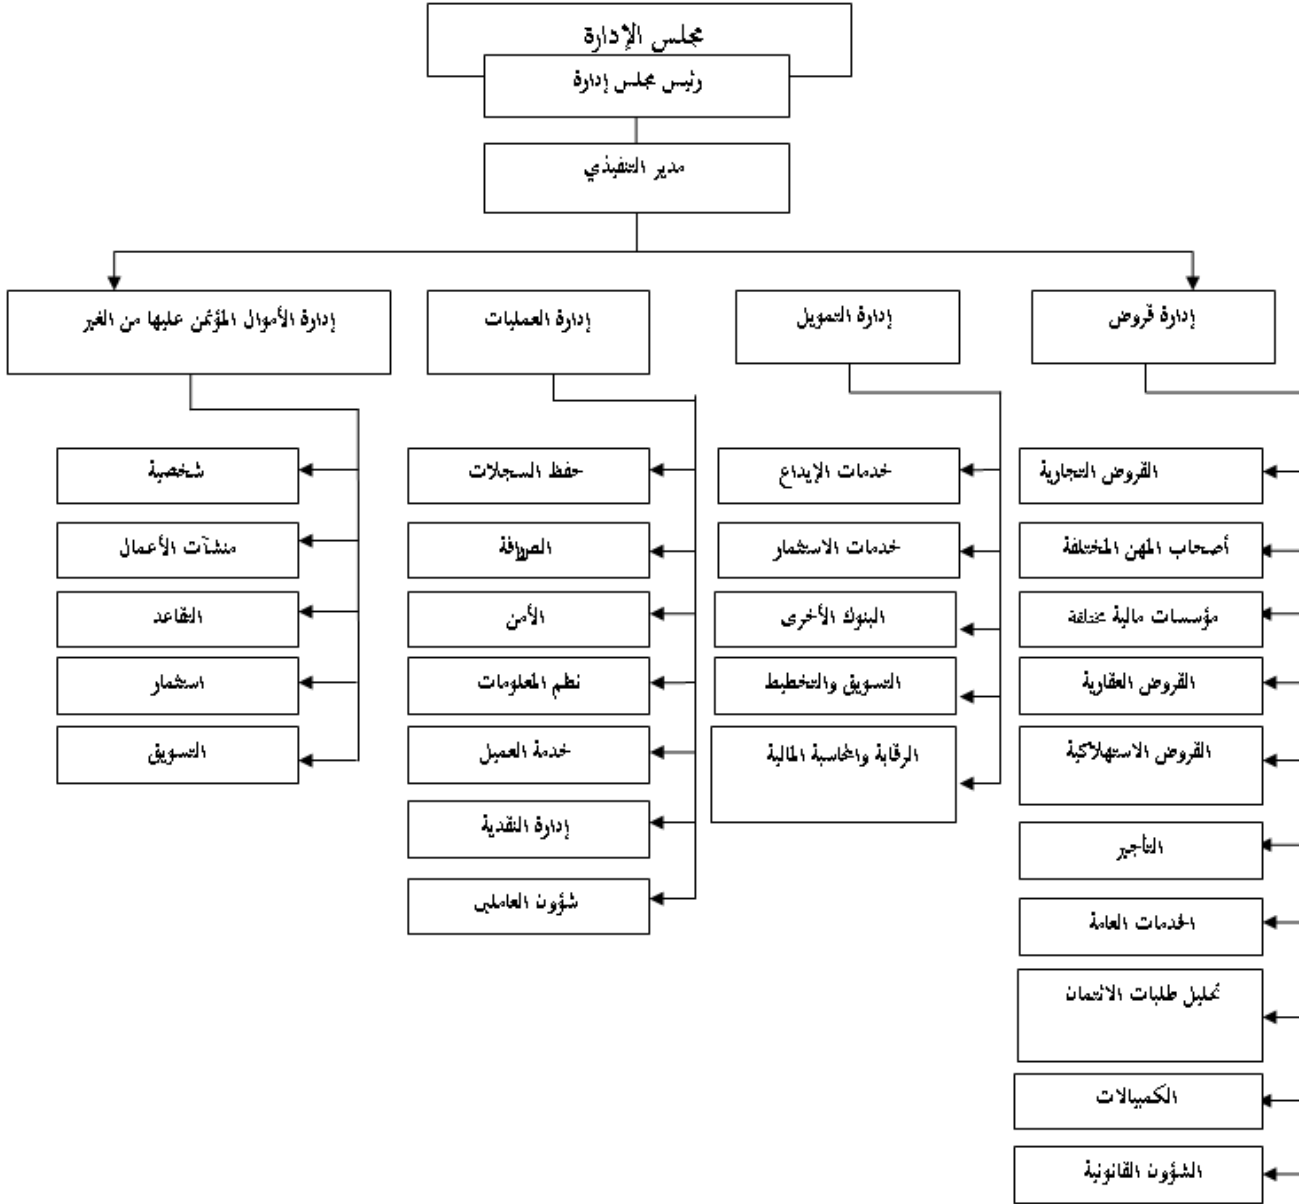 مجلس الإدارة
رئيس مجلس إدارة
مدير التنفيذي
إدارة قروض
إدارة التمويل
إدارة العمليات
إدارة الأموال المؤتمن عليها من الغير
القروض التجارية
أصحاب المهن المختلفة
مؤسسات مالية مختلفة
القروض العقارية
القروض الاستهلاكية
التأجير
الخدمات العامة
تحليل طلبات الائتمان
الكمبيالات
الشؤون القانونية
خدمات الإيداع
خدمات الاستثمار
البنوك الأخرى
التسويق والتخطيط
الرقابة والمحاسبة المالية
حفظ السجلات
الصرافة
الأمن
نظم المعلومات
خدمة العميل
إدارة النقدية
شؤون العاملين
شخصية
منشآت الأعمال
التقاعد
استثمار
التسويق